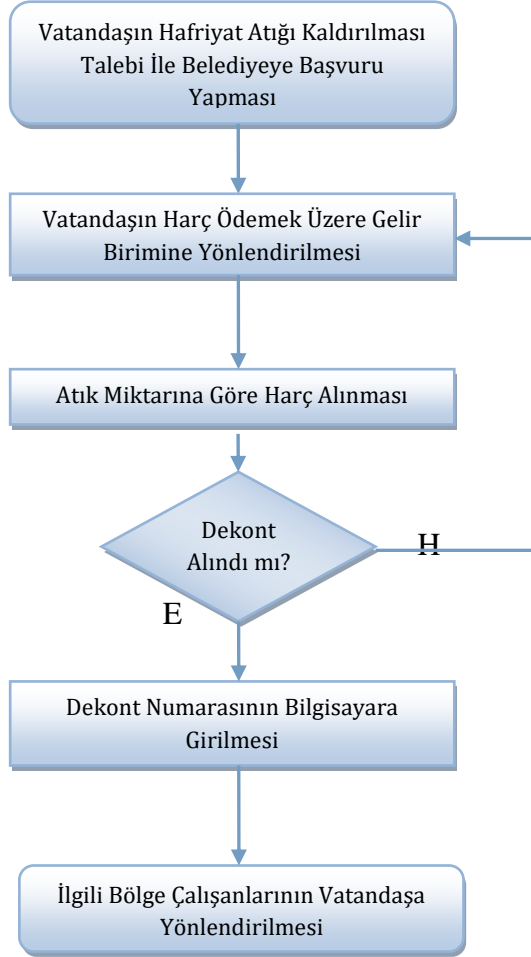 Vatandaşın Hafriyat Atığı Kaldırılması
Talebi İle Belediyeye Başvuru
Yapması
Vatandaşın Harç Ödemek Üzere Gelir
Birimine Yönlendirilmesi
Atık Miktarına Göre Harç Alınması
Dekont
Alındı mı?
H
E
Dekont Numarasının Bilgisayara
Girilmesi
İlgili Bölge Çalışanlarının Vatandaşa
Yönlendirilmesi